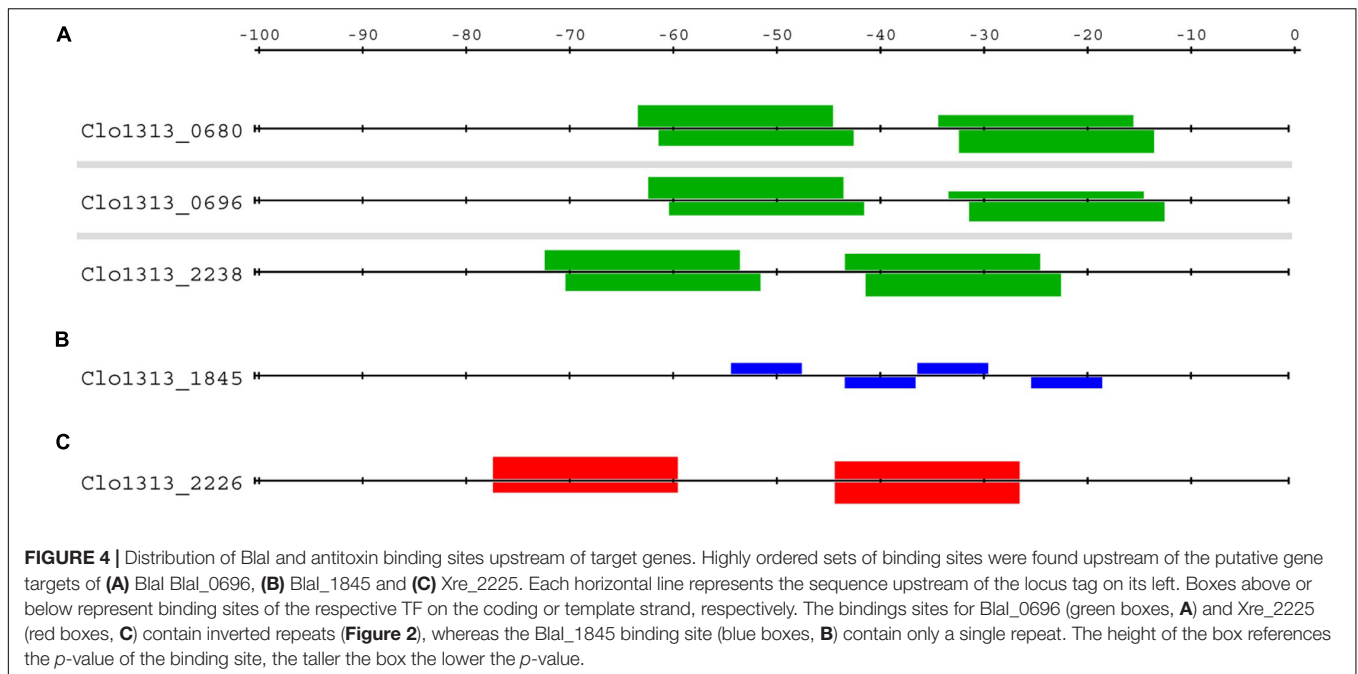 A
-100 -90 -80 -70 -60 -50 -40 -30 -20 -10 0
Clo1313_0680
Clo1313_0696
Clo1313_2238
B
Clo1313_1845
C
Clo1313_2226
FIGURE 4 | Distribution of BlaI and antitoxin binding sites upstream of target genes. Highly ordered sets of binding sites were found upstream of the putative gene
targets of (A) BlaI BlaI_0696, (B) BlaI_1845 and (C) Xre_2225. Each horizontal line represents the sequence upstream of the locus tag on its left. Boxes above or
below represent binding sites of the respective TF on the coding or template strand, respectively. The bindings sites for BlaI_0696 (green boxes, A) and Xre_2225
(red boxes, C) contain inverted repeats (Figure 2), whereas the BlaI_1845 binding site (blue boxes, B) contain only a single repeat. The height of the box references
the p-value of the binding site, the taller the box the lower the p-value.